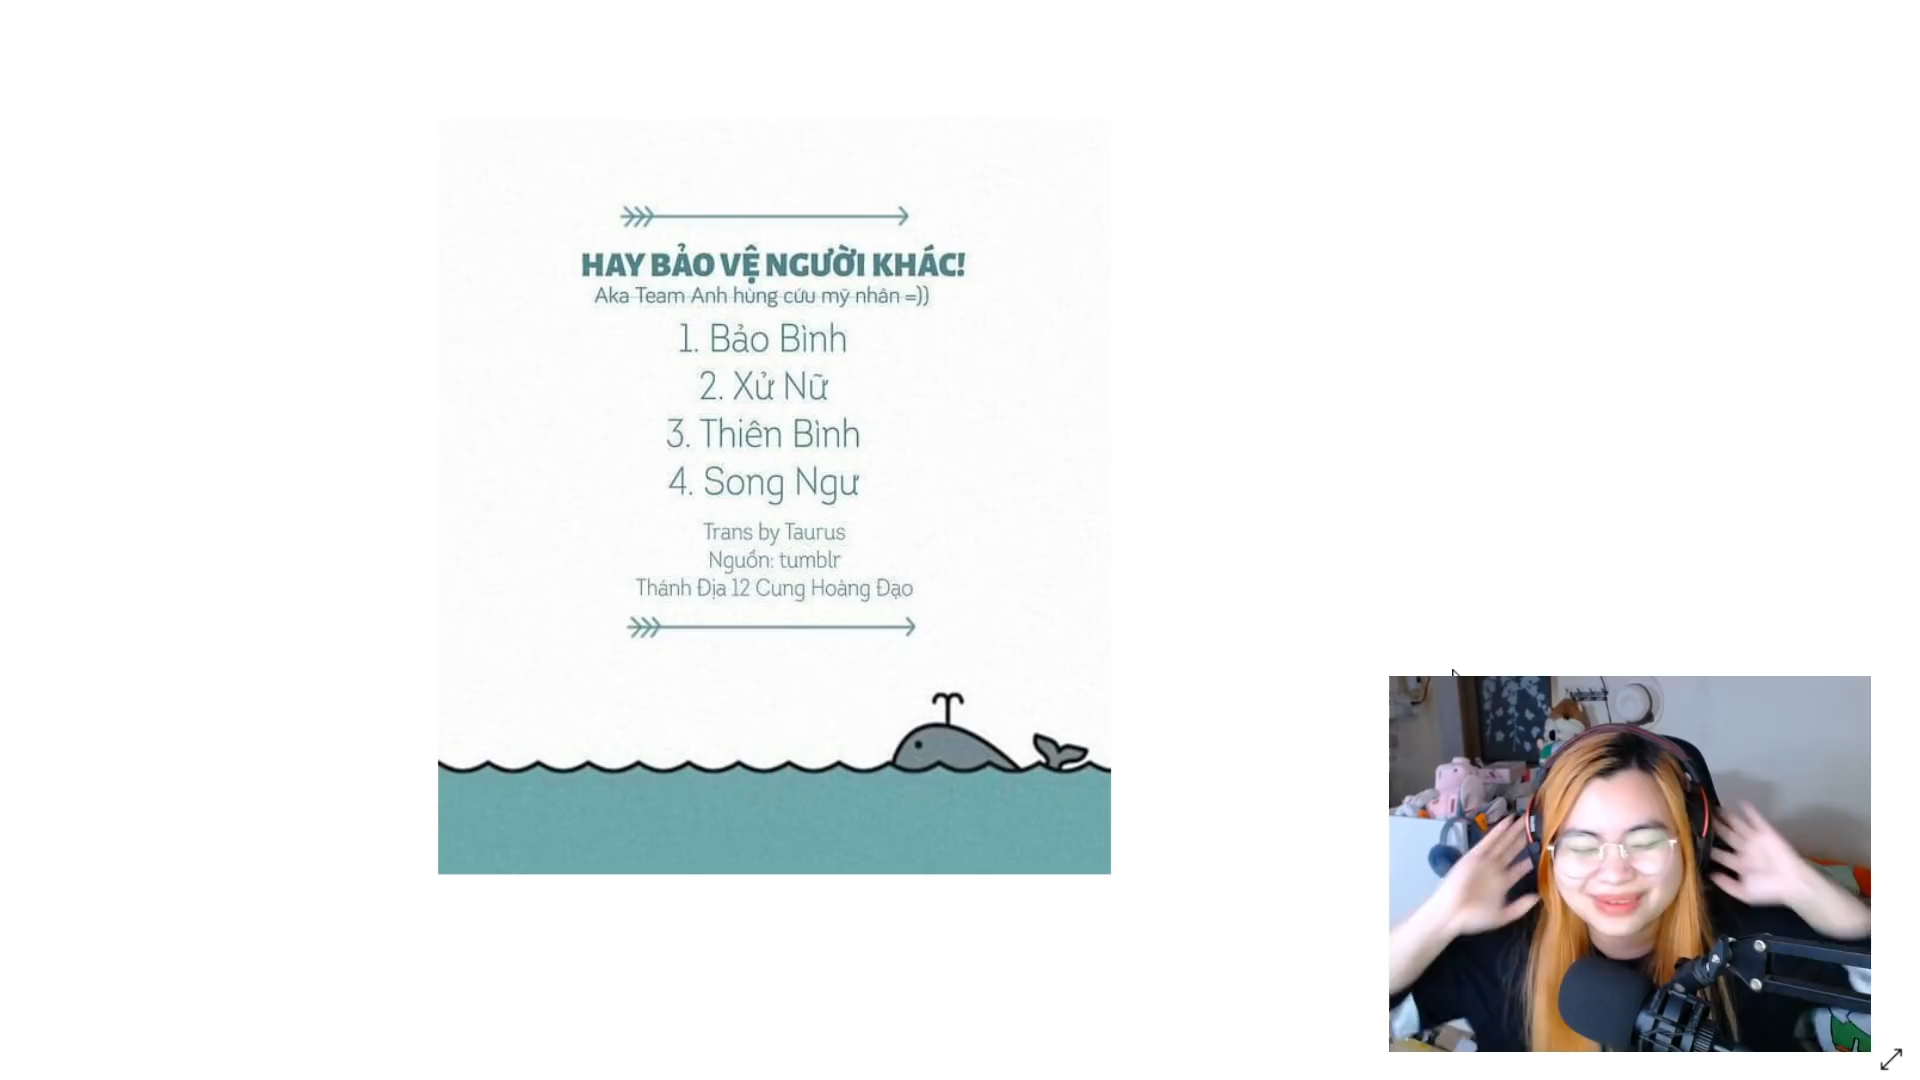 HAY BẢO VỆ NGƯỜI KHÁC!
Aka Team Anh hùng cứu mỹ nhân =))
1. Bảo Bình
2. Xử Nữ
3. Thiên Bình
4. Song Ngư
Trans by Taurus
Nguồn: tumblr
Thánh Địa 12 Cung Hoàng Đạo